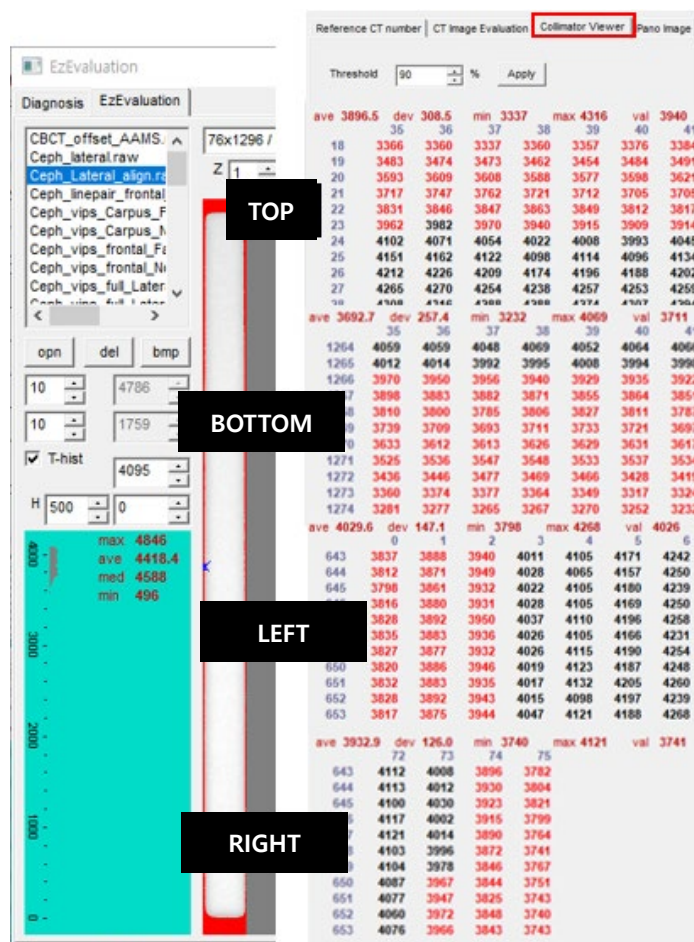 EzEvaluation
Diagnosis EzEvaluation
CBCT_offset_AAMS.
Ceph_lateral.raw
Ceph_Lateral_align.ra
Ceph_linepair_frontal_
Ceph_vips_Carpus_F
Ceph_vips_Carpus_N
Ceph_vips_frontal_Fa
Ceph_vips_frontal_No
Ceph_vips_full_Later
76x1296 /
Z 1
opn del bmp
10 4786
10 1759
T-hist 4095
H 500 0
max 4846
ave 4418.4
med 4588
min 496
4000
3000
2000
1000
0
TOP
BOTTOM
LEFT
RIGHT
Reference CT number CT Image Evaluation Collimator Viewer Pano Image
Threshold 90 % Apply
ave 3896.5 dev 308.5 min 3337 max 4316 val 3940
35 36 37 38 39 40
18 3366 3360 3337 3360 3357 3376 3384
19 3483 3474 3473 3462 3454 3484 3499
20 3593 3609 3608 3588 3577 3598 3621
21 3717 3747 3762 3721 3712 3705
22 3831 3846 3847 3863 3849 3812 3817
23 3962 3982 3970 3940 3915 3909 3914
24 4102 4071 4054 4022 4008 3993
25 4151 4162 4122 4098 4114 4096 4134
26 4212 4226 4209 4174 4196 4188 4202
27 4265 4270 4254 4238 4257 4253 4259
ave 3692.7 dev 257.4 min 3232 max 4069 val 3711
35 36 37 38 39 40
1264 4059 4059 4048 4069 4052 4064
1265 4012 4014 3992 3995 4008 3994
1266 3970 3950 3956 3940 3929 3935
3898 3883 3882 3871 3855 3864
3810 3800 3785 3806 3827 3811
3739 3709 3693 3711 3733 3721
3633 3612 3613 3626 3629 3631
1271 3525 3536 3547 3548 3533 3537
1272 3436 3446 3477 3469 3466 3428
1273 3360 3374 3377 3364 3349 3317
1274 3281 3277 3265 3267 3270 3252
ave 4029.6 dev 147.1 min 3798 max 4268 val 4026
0 1 2 3 4 5 6
643 3837 3888 3940 4011 4105 4171 4242
644 3812 3871 3949 4028 4065 4157 4250
645 3798 3861 3932 4022 4105 4180 4239
3816 3880 3931 4028 4105 4169 4250
3828 3892 3950 4037 4110 4196 4258
3835 3883 3936 4026 4105 4166 4231
3827 3877 3932 4026 4115 4190 4254
650 3820 3886 3946 4019 4123 4187 4248
651 3832 3883 3935 4017 4132 4205 4260
652 3828 3892 3943 4015 4098 4197 4239
653 3817 3875 3944 4047 4121 4188 4268
ave 3932.9 dev 126.0 min 3740 max 4121 val 3741
72 73 74 75
643 4112 4008 3896 3782
644 4113 4012 3930 3804
645 4100 4030 3923 3821
4117 4002 3915 3799
4121 4014 3890 3764
4103 3996 3872 3741
4104 3978 3846 3767
650 4087 3967 3844 3751
651 4077 3947 3825 3743
652 4060 3972 3848 3740
653 4076 3966 3843 3743